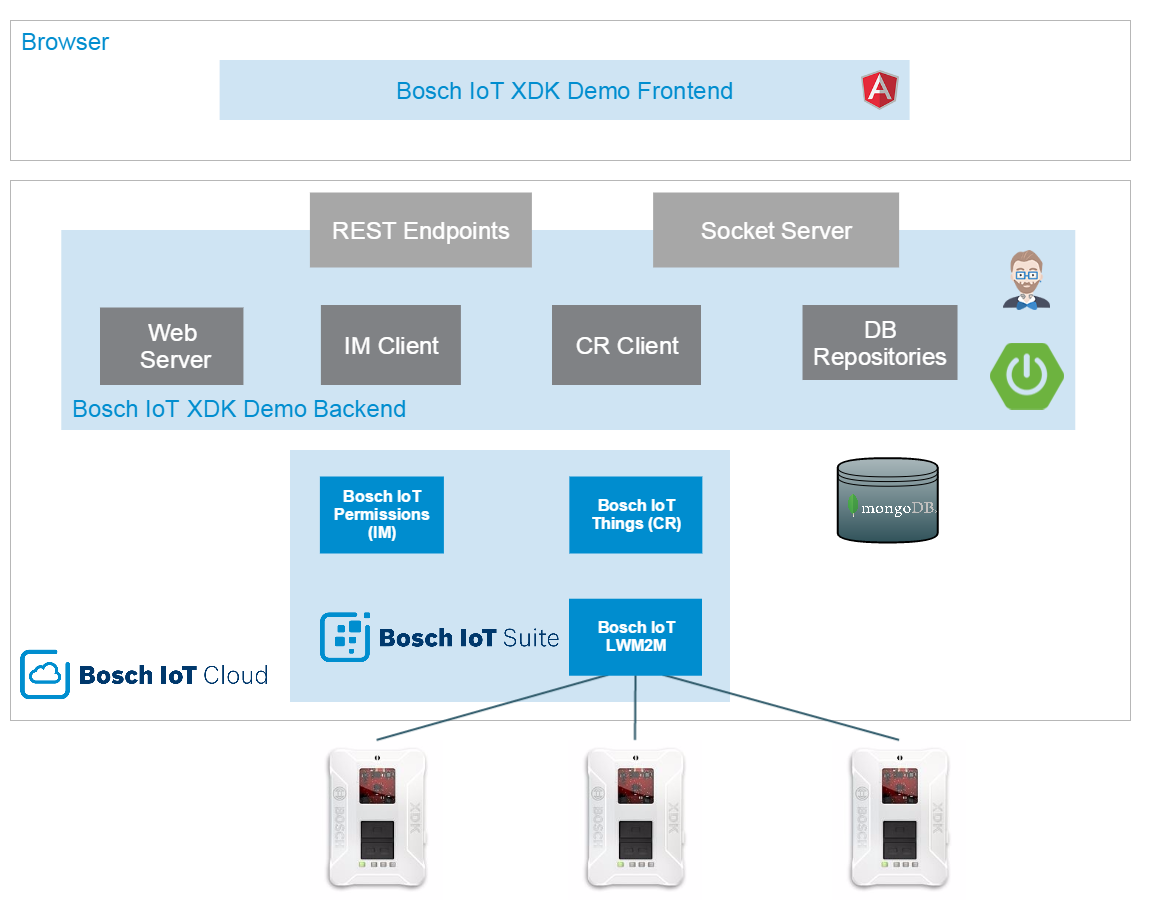 Browser
Bosch IoT XDK Demo Frontend
A
REST Endpoints
Socket Server
Web
Server
IM Client
CR Client
DB
Repositories
Bosch IoT XDK Demo Backend
Bosch IoT
Permissions
(IM)
Bosch IoT
Things (CR)
mongoDB.
Bosch IoT Suite
Bosch IoT
LWM2M
Bosch IoT Cloud
BOSCH
XDK
BOSCH
XDK
BOSCH
XDK